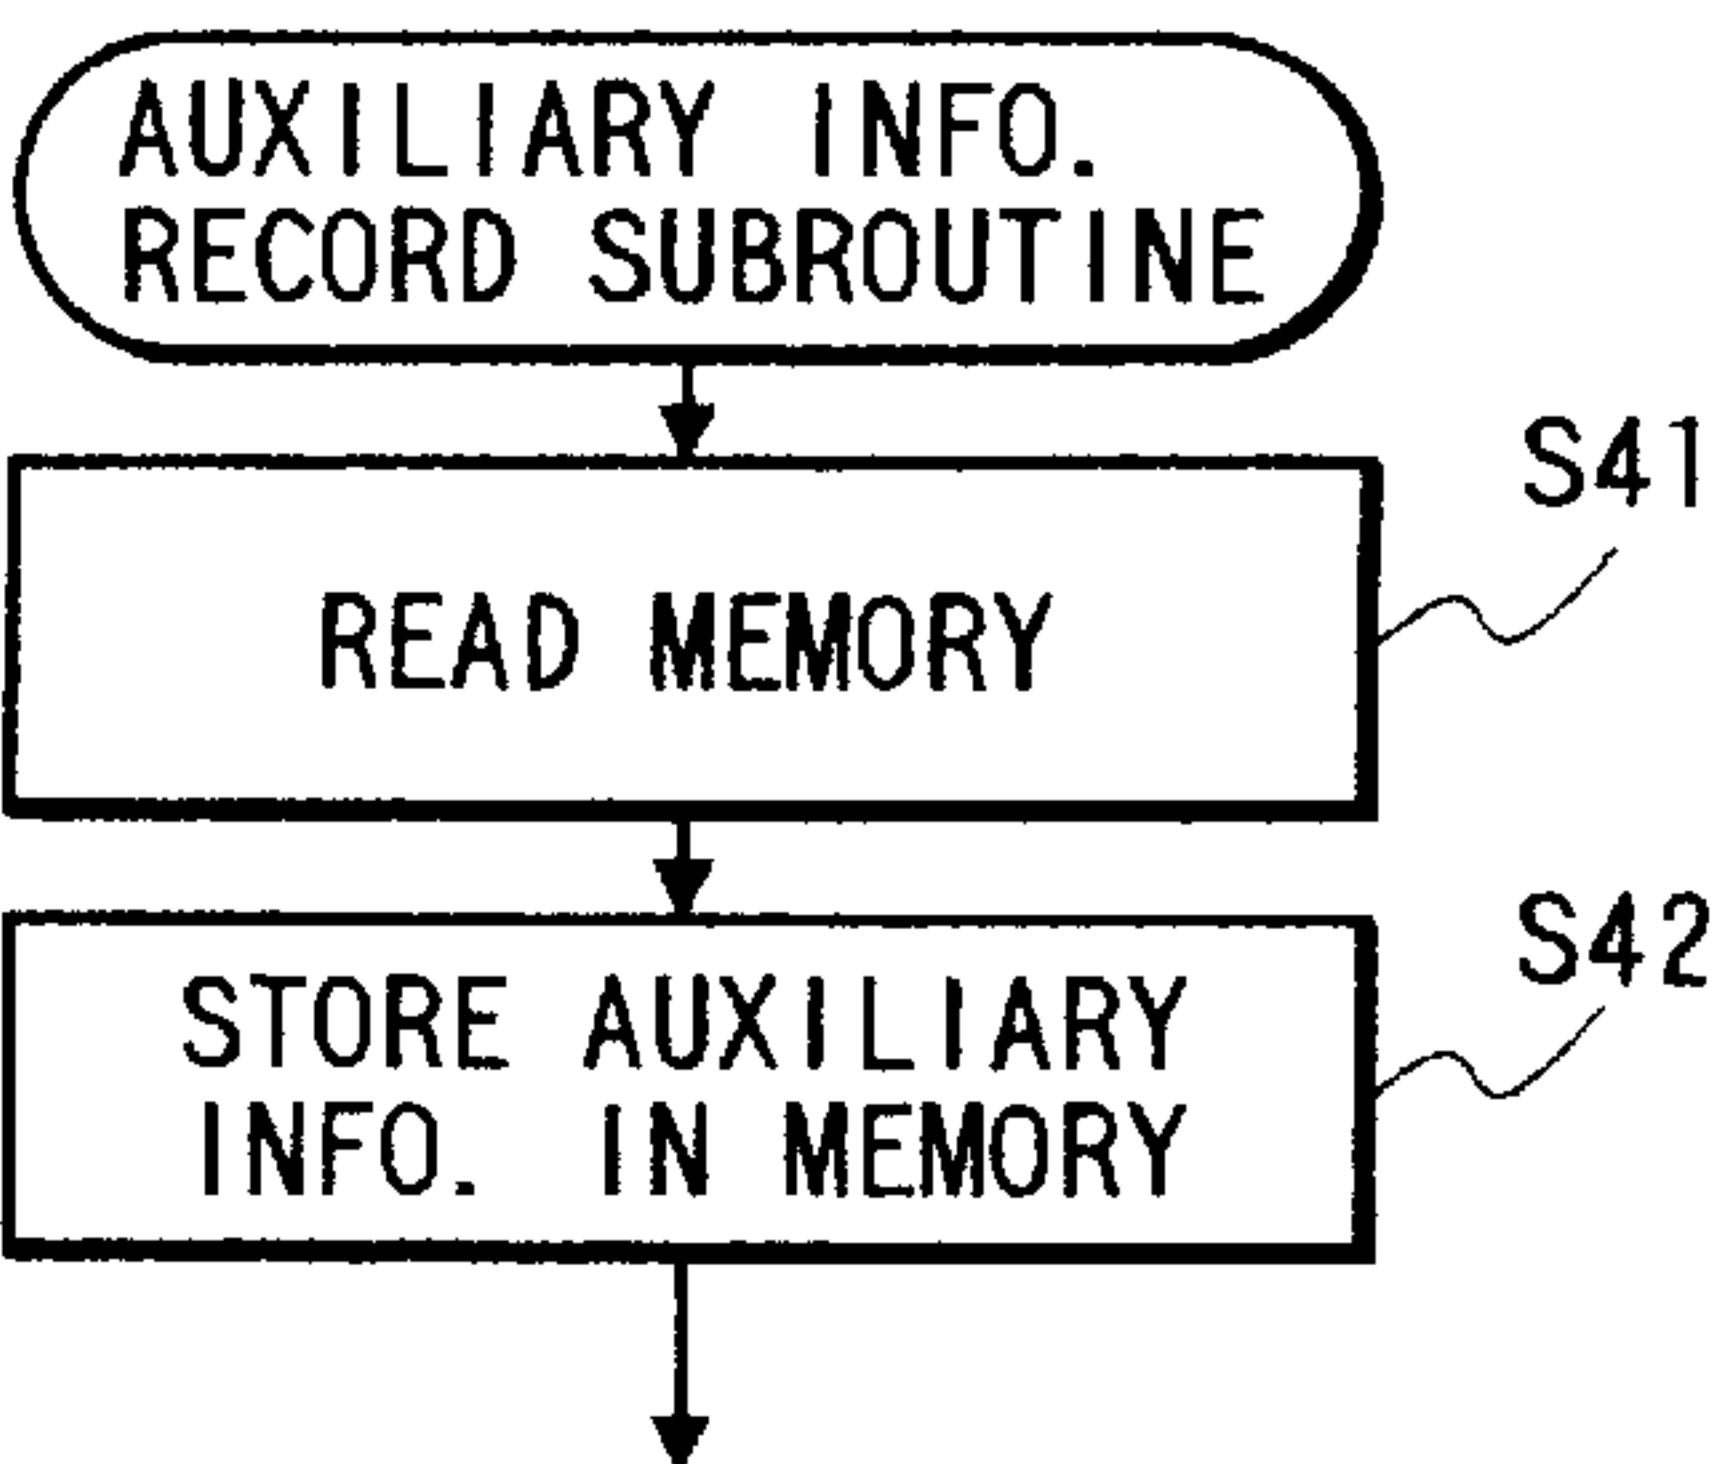 AUXILIARY INFO.
RECORD SUBROUTINE
S41
READ MEMORY
S42
STORE AUXILIARY
INFO. IN MEMORY